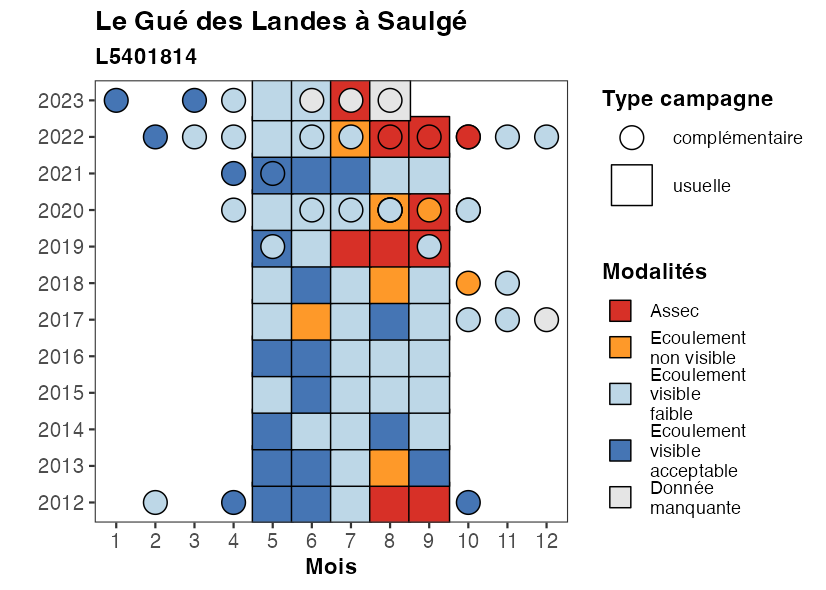 Le Gué des Landes à Saulgé
L5401814
2023
2022
2021
2020
2019
2018
2017
2016
2015
2014
2013
2012
1 2 3 4 5 6 7 8 9 10 11 12
Mois
Type campagne
complémentaire
usuelle
Modalités
Assec
Ecoulement
non visible
Ecoulement
visible
faible
Ecoulement
visible
acceptable
Donnée
manquante